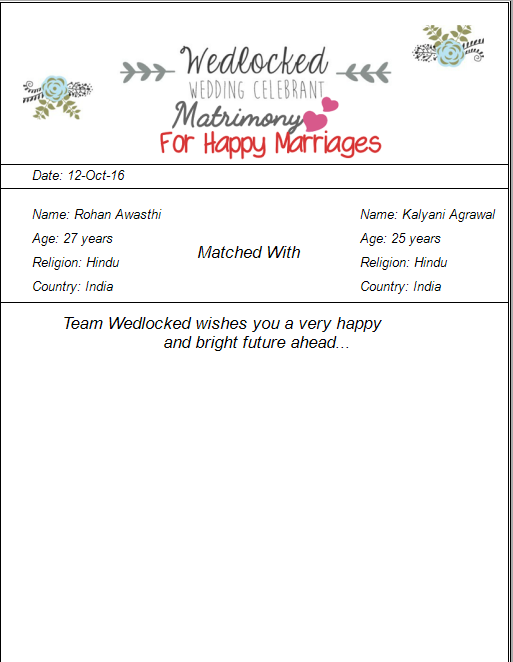 Wedlocked
WEDDING CELEBRANT
Matrimony
For Happy Marriages
Date: 12-Oct-16
Name: Rohan Awasthi
Age: 27 years
Religion: Hindu
Country: India
Matched With
Name: Kalyani Agrawal
Age: 25 years
Religion: Hindu
Country: India
Team Wedlocked wishes you a very happy
and bright future ahead...